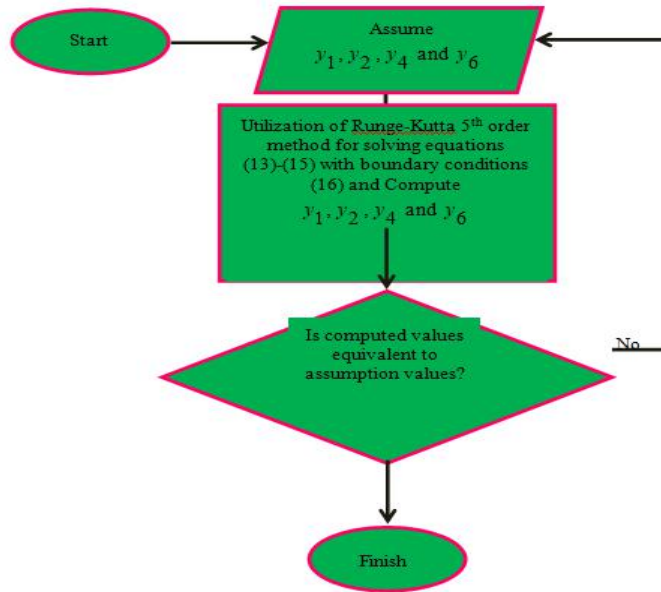 Start
Assume
y1, y2, y4 and y6
Utilization of Runge-Kutta 5th order
method for solving equations
(13)-(15) with boundary conditions
(16) and Compute
y1, y2, y4 and y6
Is computed values
equivalent to
assumption values?
No
Finish